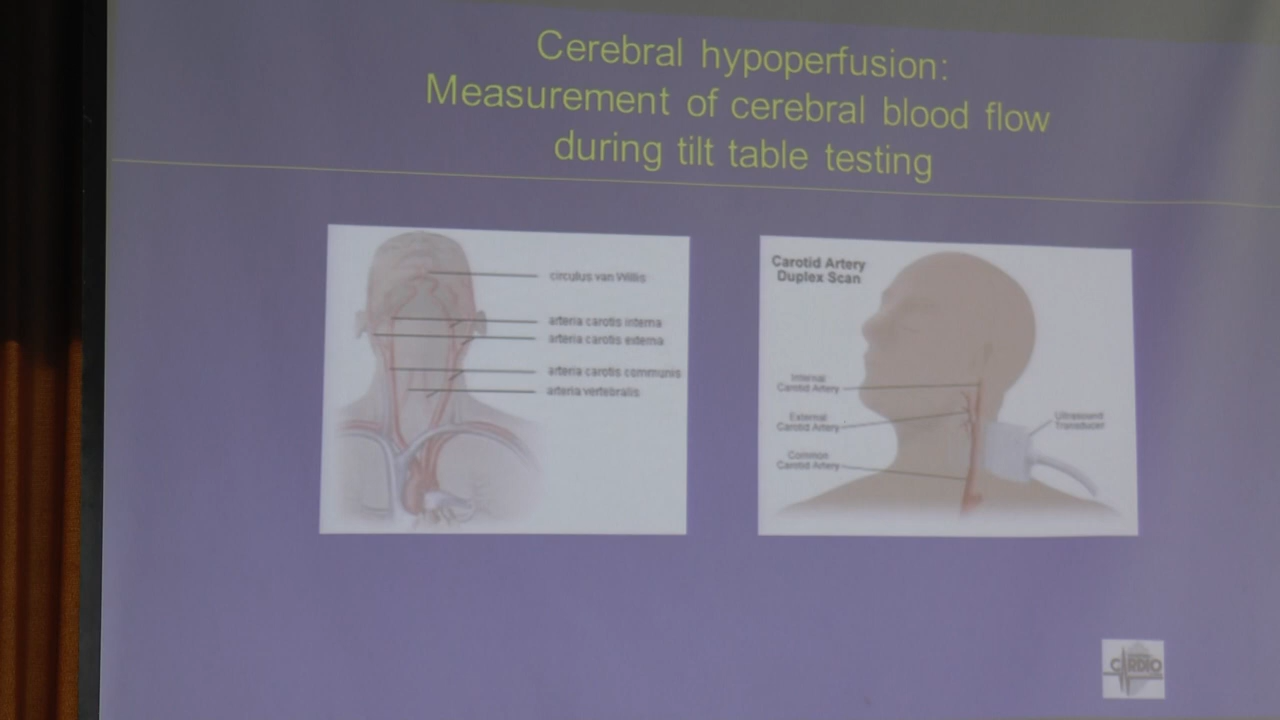 Cerebral hypoperfusion:
Measurement of cerebral blood flow
during tilt table testing
circulus van Willis
arteria carotis interna
arteria carotis externa
arteria carotis communis
arteria vertebralis
Carotid Artery
Duplex Scan
Internal
Carotid Artery
External
Carotid Artery
Common
Carotid Artery
Ultrasound
Transducer
CARDIO